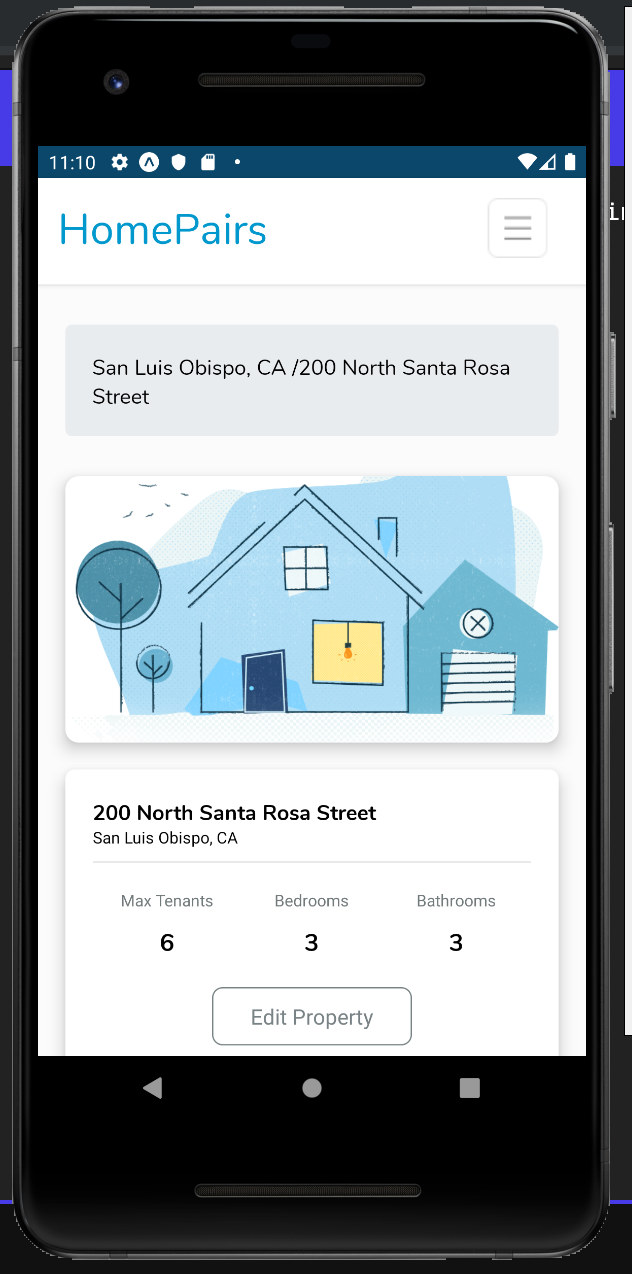 11:10
HomePairs
San Luis Obispo, CA /200 North Santa Rosa
Street
200 North Santa Rosa Street
San Luis Obispo, CA
Max Tenants Bedrooms Bathrooms
6 3 3
Edit Property